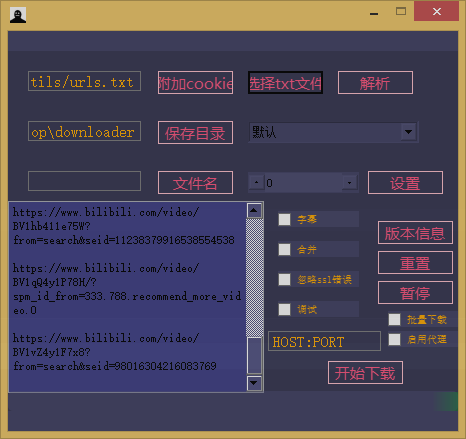 tils/urls.txt 附加cookie 选择txt文件 解析
op\downloader 保存目录 默认
文件名 - 0 - 设置
https://www.bilibili.com/video/
BV1hb411e75W?
from=search&seid=11238379916538554538
https://www.bilibili.com/video/
BV1qQ4y1P78H/?
spm_id_from=333.788.recommend_more_vid
eo.0
https://www.bilibili.com/video/
BV1vZ4y1F7x8?
from=search&seid=98016304216083769
字幕
合并
忽略ssl错误
调试
HOST:PORT
版本信息
重置
暂停
批量下载
启用代理
开始下载